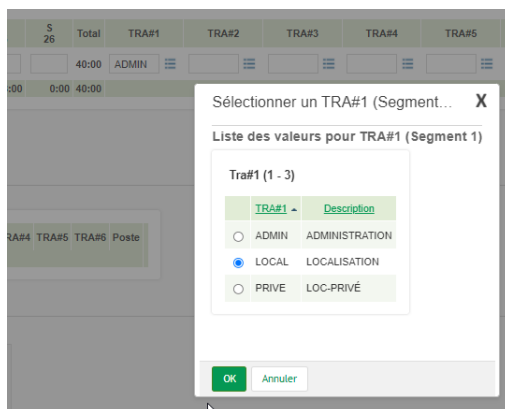 S
26 Total TRA#1 TRA#2 TRA#3 TRA#4 TRA#5
40:00 ADMIN
:00 0:00 40:00
Sélectionner un TRA#1 (Segment... X
Liste des valeurs pour TRA#1 (Segment 1)
Tra#1 (1 - 3)
TRA#1 Description
ADMIN ADMINISTRATION
LOCAL LOCALISATION
PRIVE LOC-PRIVÉ
RA#4 TRA#5 TRA#6 Poste
OK Annuler